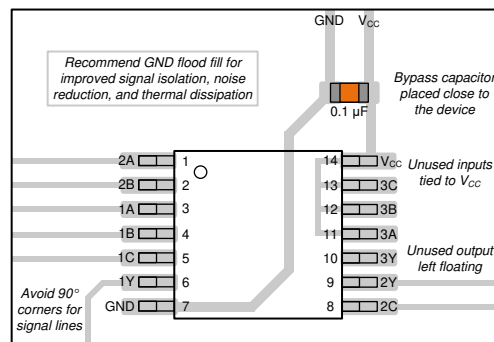 GND
V_CC
Recommend GND flood fill for
improved signal isolation, noise
reduction, and thermal dissipation
Bypass capacitor
placed close to
the device
0.1 µF
2A
1
14
V_CC
Unused inputs
tied to V_CC
2B
2
13
3C
1A
3
12
3B
1B
4
11
3A
1C
5
10
3Y
Unused output
left floating
1Y
6
9
2Y
Avoid 90°
corners for
signal lines
GND
7
8
2C